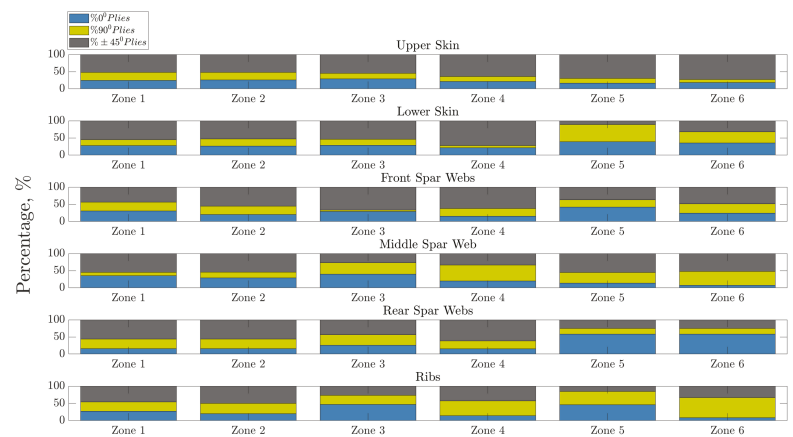 %0⁰Plies
%90⁰Plies
% ± 45⁰Plies
Upper Skin
100
50
0
Zone 1 Zone 2 Zone 3 Zone 4 Zone 5 Zone 6
Lower Skin
100
50
0
Zone 1 Zone 2 Zone 3 Zone 4 Zone 5 Zone 6
Front Spar Webs
100
50
0
Zone 1 Zone 2 Zone 3 Zone 4 Zone 5 Zone 6
Percentage, %
Middle Spar Web
100
50
0
Zone 1 Zone 2 Zone 3 Zone 4 Zone 5 Zone 6
Rear Spar Webs
100
50
0
Zone 1 Zone 2 Zone 3 Zone 4 Zone 5 Zone 6
Ribs
100
50
0
Zone 1 Zone 2 Zone 3 Zone 4 Zone 5 Zone 6